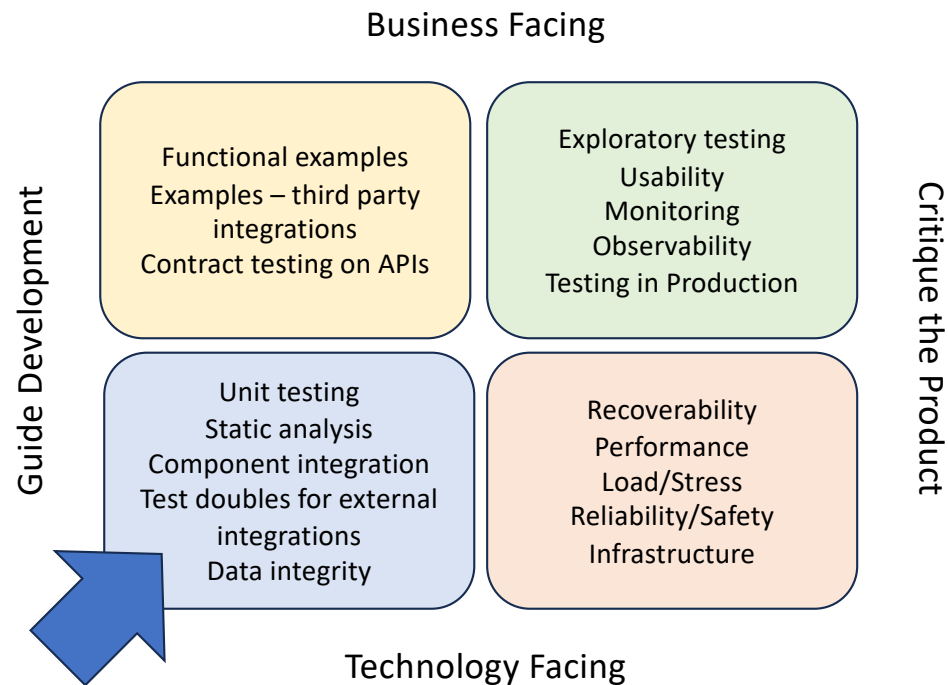 Business Facing
Guide Development
Functional examples
Examples – third party
integrations
Contract testing on APIs
Exploratory testing
Usability
Monitoring
Observability
Testing in Production
Critique the Product
Unit testing
Static analysis
Component integration
Test doubles for external
integrations
Data integrity
Recoverability
Performance
Load/Stress
Reliability/Safety
Infrastructure
Technology Facing